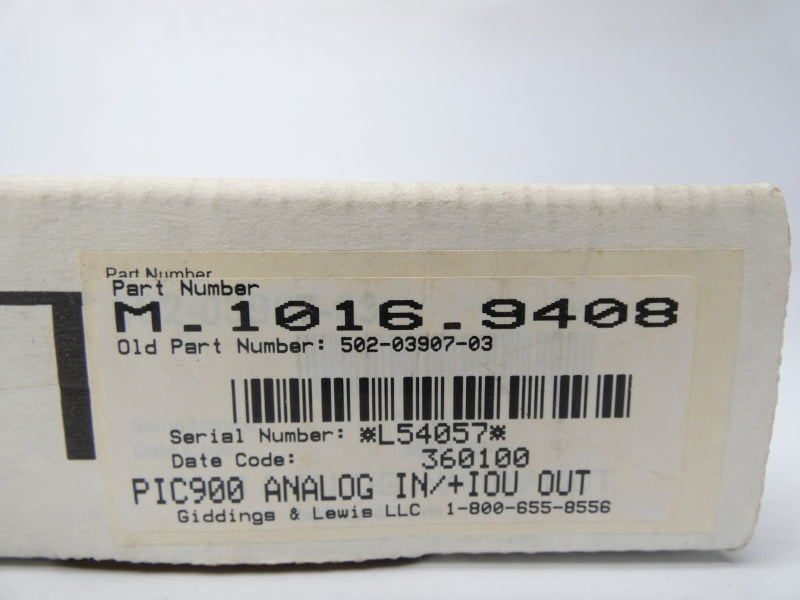 Part Number
Part Number
M.1016.9408
Old Part Number: 502-03907-03
Serial Number: *L54057*
Date Code: 360100
PIC900 ANALOG IN/+IOU OUT
Giddings & Lewis LLC 1-800-655-8556